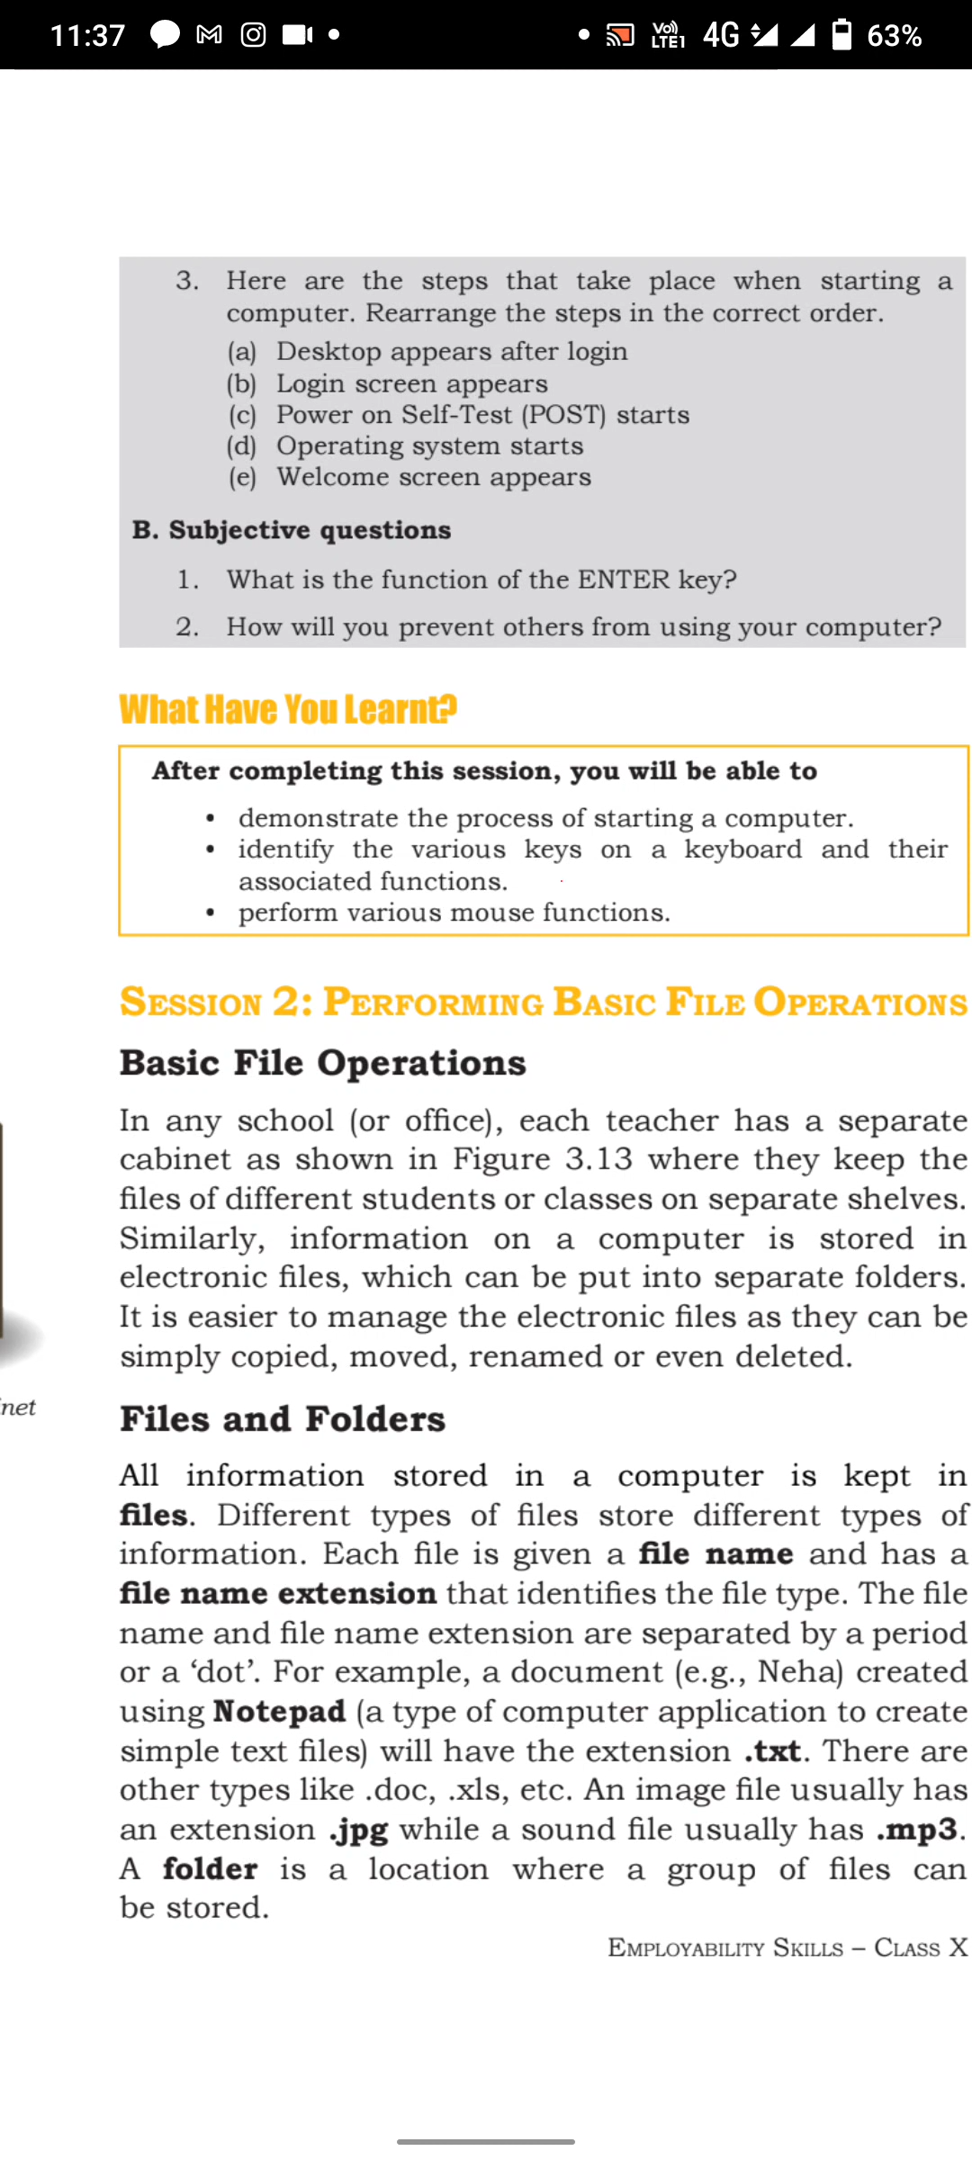 11:37
VoLTE1 4G 63%
3. Here are the steps that take place when starting a
computer. Rearrange the steps in the correct order.
(a) Desktop appears after login
(b) Login screen appears
(c) Power on Self-Test (POST) starts
(d) Operating system starts
(e) Welcome screen appears
B. Subjective questions
1. What is the function of the ENTER key?
2. How will you prevent others from using your computer?
What Have You Learnt?
After completing this session, you will be able to
• demonstrate the process of starting a computer.
• identify the various keys on a keyboard and their
associated functions.
• perform various mouse functions.
SESSION 2: PERFORMING BASIC FILE OPERATIONS
Basic File Operations
In any school (or office), each teacher has a separate
cabinet as shown in Figure 3.13 where they keep the
files of different students or classes on separate shelves.
Similarly, information on a computer is stored in
electronic files, which can be put into separate folders.
It is easier to manage the electronic files as they can be
simply copied, moved, renamed or even deleted.
net
Files and Folders
All information stored in a computer is kept in
files. Different types of files store different types of
information. Each file is given a file name and has a
file name extension that identifies the file type. The file
name and file name extension are separated by a period
or a ‘dot’. For example, a document (e.g., Neha) created
using Notepad (a type of computer application to create
simple text files) will have the extension .txt. There are
other types like .doc, .xls, etc. An image file usually has
an extension .jpg while a sound file usually has .mp3.
A folder is a location where a group of files can
be stored.
EMPLOYABILITY SKILLS – CLASS X